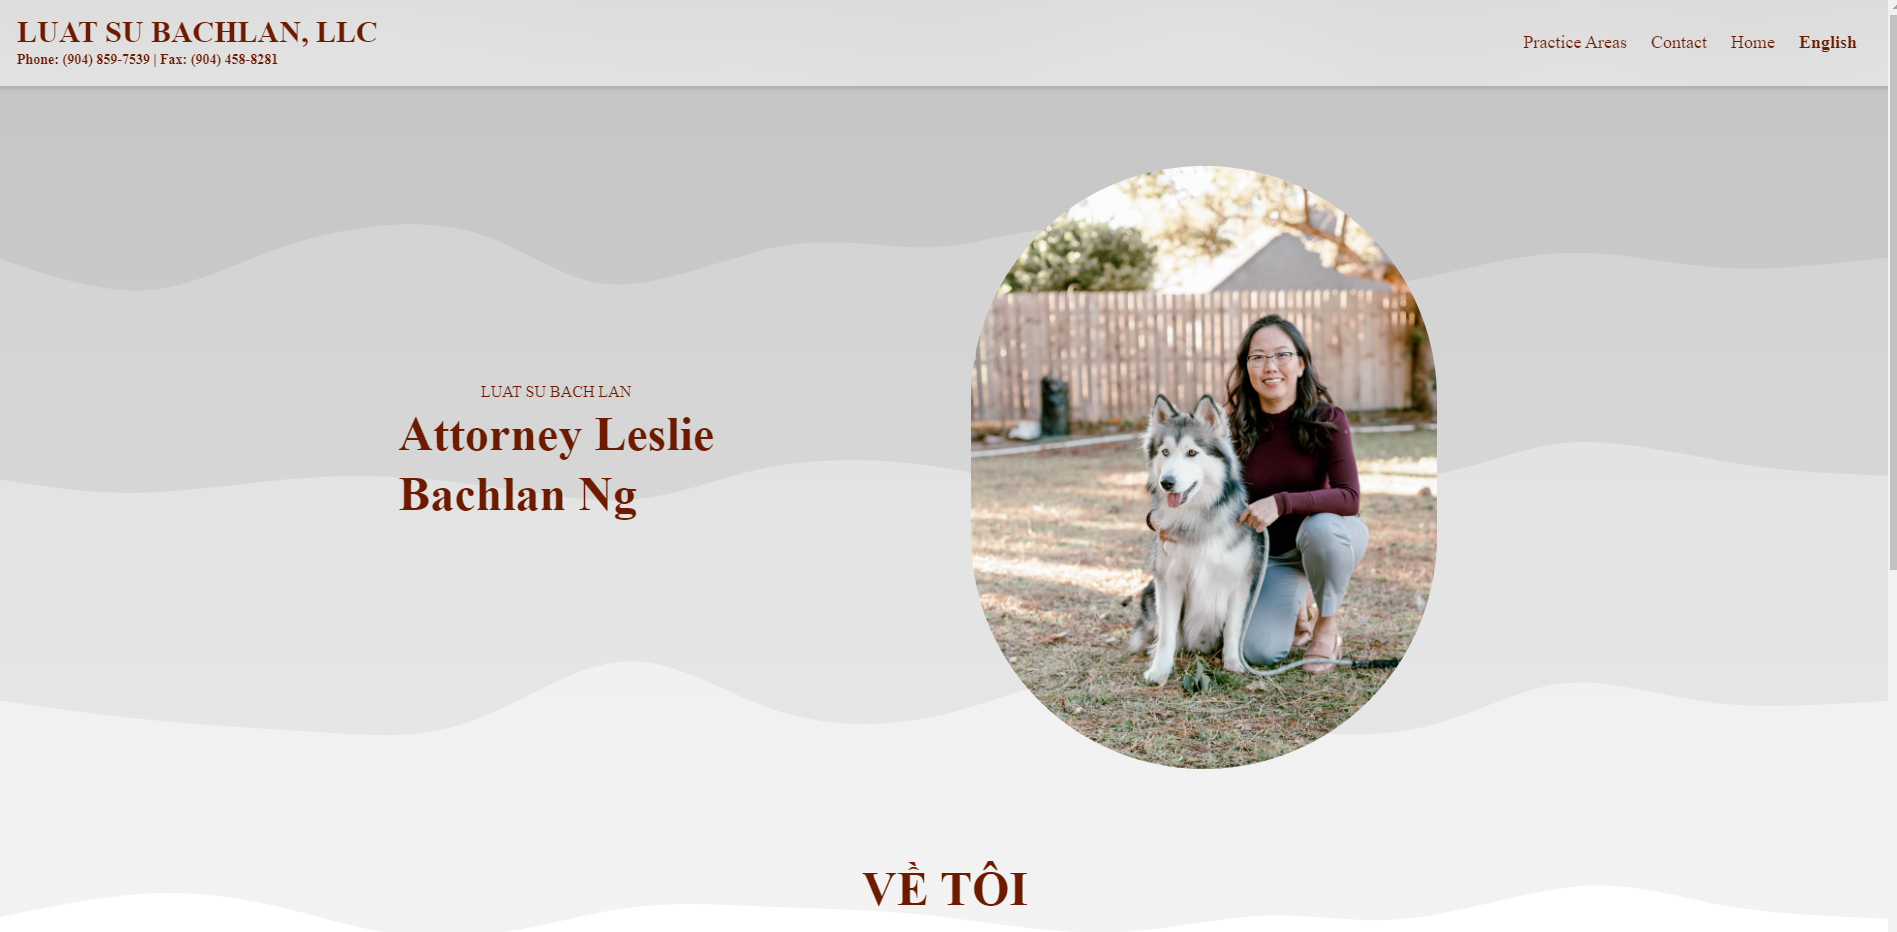 LUAT SU BACHLAN, LLC
Phone: (904) 859-7539 | Fax: (904) 458-8281
Practice Areas
Contact
Home
English
LUAT SU BACH LAN
Attorney Leslie
Bachlan Ng
VỀ TÔI